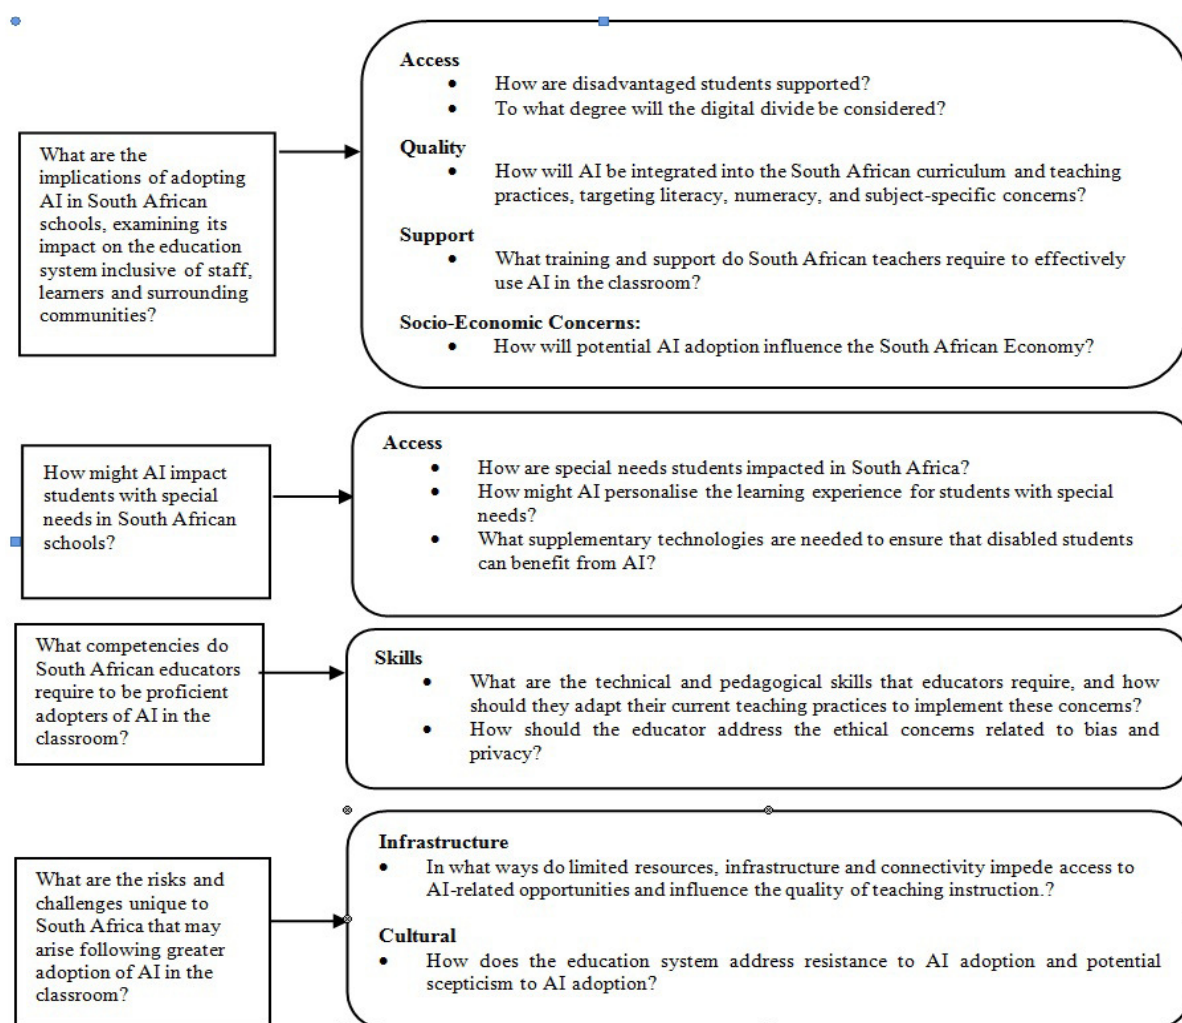 What are the
implications of adopting
AI in South African
schools, examining its
impact on the education
system inclusive of staff,
learners and surrounding
communities?
Access
• How are disadvantaged students supported?
• To what degree will the digital divide be considered?
Quality
• How will AI be integrated into the South African curriculum and teaching
practices, targeting literacy, numeracy, and subject-specific concerns?
Support
• What training and support do South African teachers require to effectively
use AI in the classroom?
Socio-Economic Concerns:
• How will potential AI adoption influence the South African Economy?
How might AI impact
students with special
needs in South African
schools?
Access
• How are special needs students impacted in South Africa?
• How might AI personalise the learning experience for students with special
needs?
• What supplementary technologies are needed to ensure that disabled students
can benefit from AI?
What competencies do
South African educators
require to be proficient
adopters of AI in the
classroom?
Skills
• What are the technical and pedagogical skills that educators require, and how
should they adapt their current teaching practices to implement these concerns?
• How should the educator address the ethical concerns related to bias and
privacy?
What are the risks and
challenges unique to
South Africa that may
arise following greater
adoption of AI in the
classroom?
Infrastructure
• In what ways do limited resources, infrastructure and connectivity impede access to
AI-related opportunities and influence the quality of teaching instruction.?
Cultural
• How does the education system address resistance to AI adoption and potential
scepticism to AI adoption?